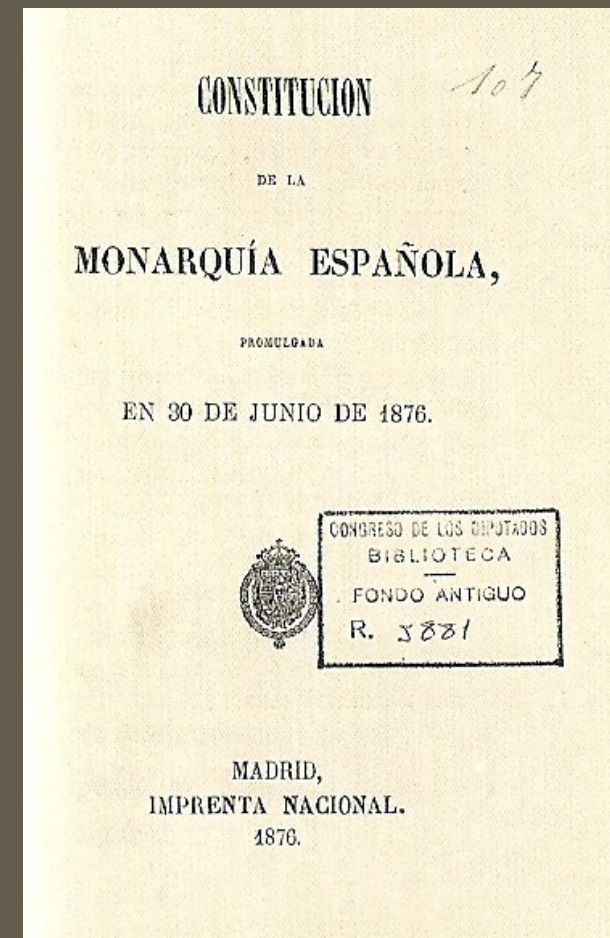 107
CONSTITUCION
DE LA
MONARQUÍA ESPAÑOLA,
PROMULGADA
EN 30 DE JUNIO DE 1876.
CONGRESO DE LOS DIPUTADOS
BIBLIOTECA
FONDO ANTIGUO
R. 5881
MADRID,
IMPRENTA NACIONAL.
1876.